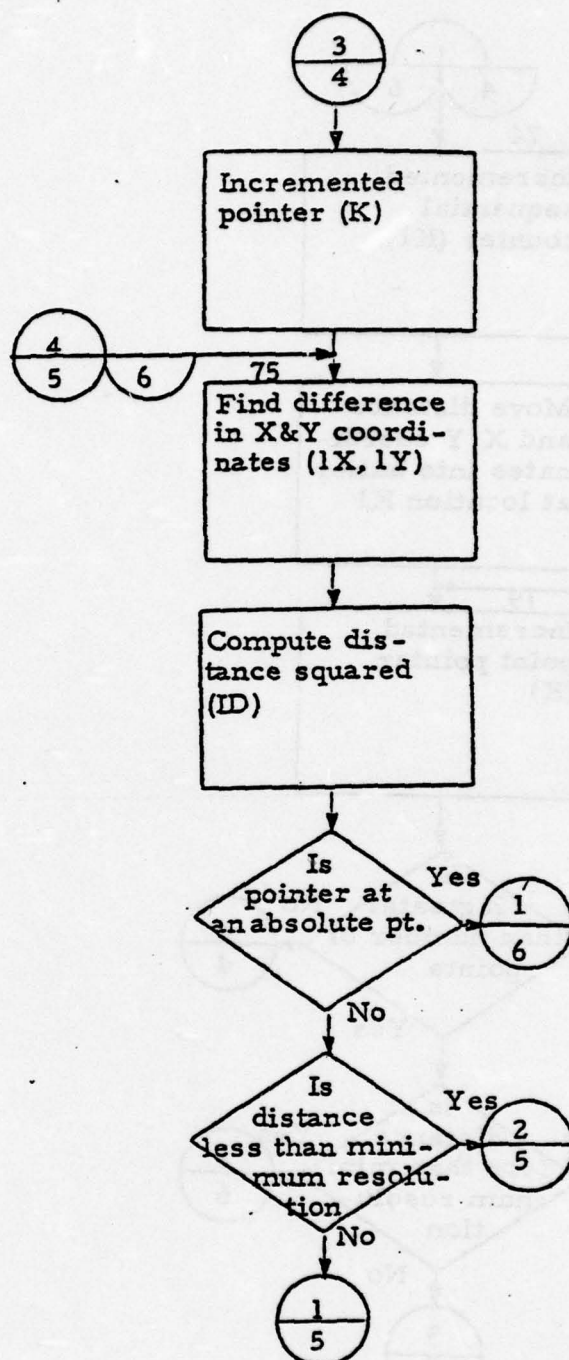 3
4
Incremented
pointer (K)
4
5
6
75
Find difference
in X&Y coordi-
nates (1X, 1Y)
Compute dis-
tance squared
(ID)
Is
pointer at
an absolute pt.
Yes
1
6
No
Is
distance
less than mini-
mum resolu-
tion
Yes
2
5
No
1
5